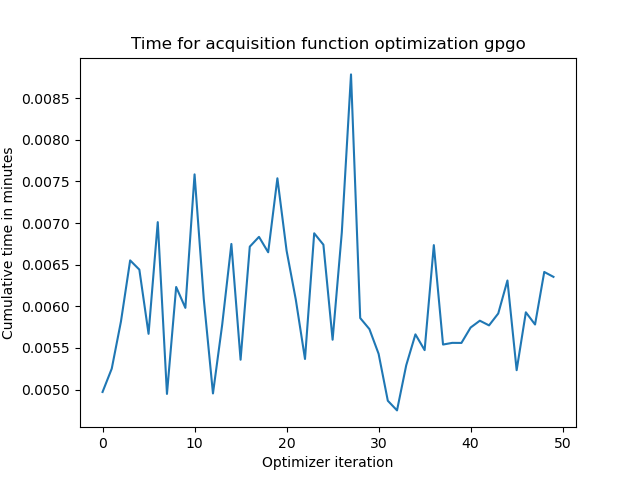 Time for acquisition function optimization gpgo
Cumulative time in minutes
0.0085
0.0080
0.0075
0.0070
0.0065
0.0060
0.0055
0.0050
0 10 20 30 40 50
Optimizer iteration